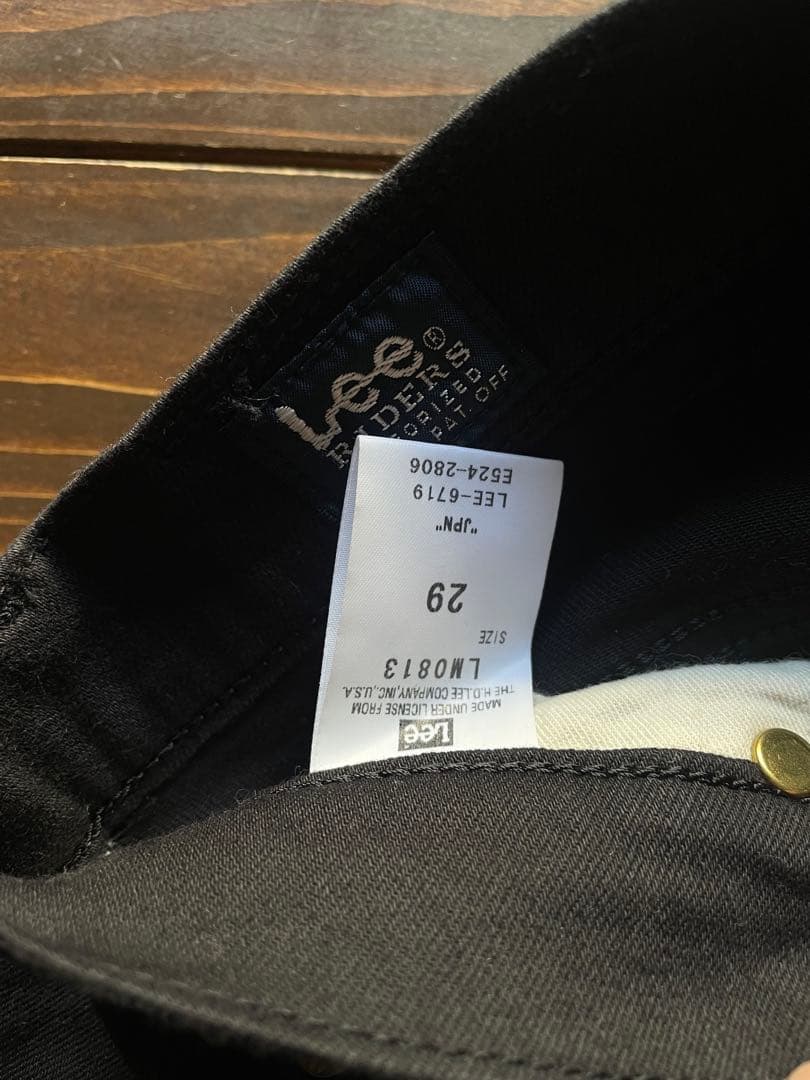 Lee®
RIDERS
PAT. OFF
Lee
MADE UNDER LICENSE FROM
THE H.D.LEE COMPANY,INC.,U.S.A.
LM0813
SIZE
29
"JPN"
LEE-6719
E524-2806